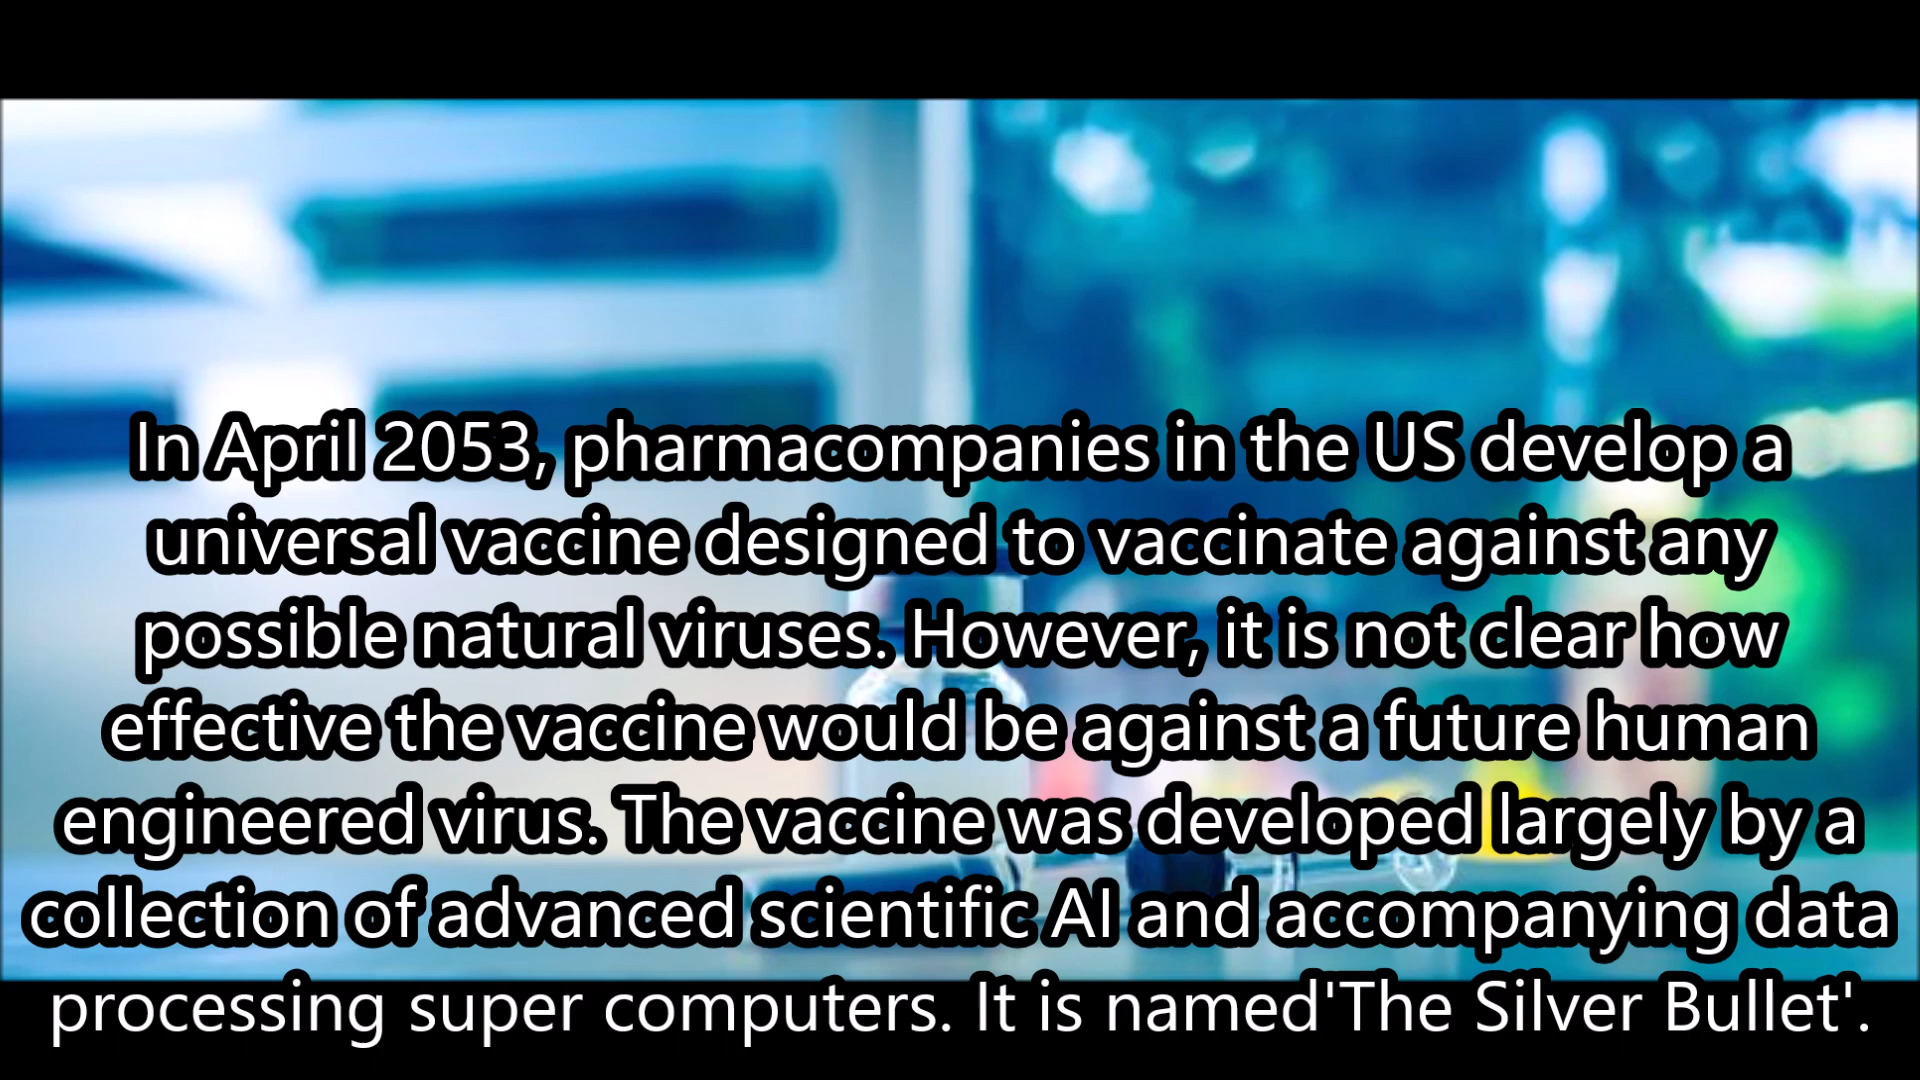 In April 2053, pharmacompanies in the US develop a
universal vaccine designed to vaccinate against any
possible natural viruses. However, it is not clear how
effective the vaccine would be against a future human
engineered virus. The vaccine was developed largely by a
collection of advanced scientific AI and accompanying data
processing super computers. It is named'The Silver Bullet'.